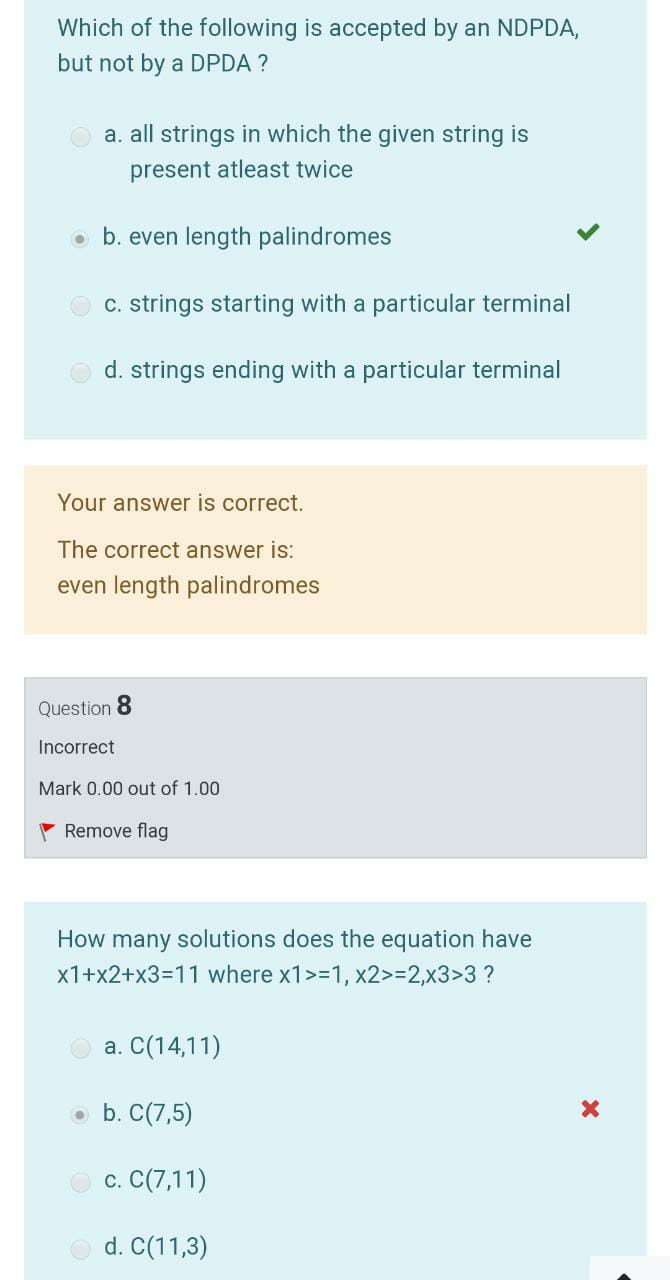 Which of the following is accepted by an NDPDA,
but not by a DPDA ?
a. all strings in which the given string is
present atleast twice
b. even length palindromes
c. strings starting with a particular terminal
d. strings ending with a particular terminal
Your answer is correct.
The correct answer is:
even length palindromes
Question 8
Incorrect
Mark 0.00 out of 1.00
Remove flag
How many solutions does the equation have
x1+x2+x3=11 where x1>=1, x2>=2,x3>3 ?
a. C(14,11)
b. C(7,5)
c. C(7,11)
d. C(11,3)